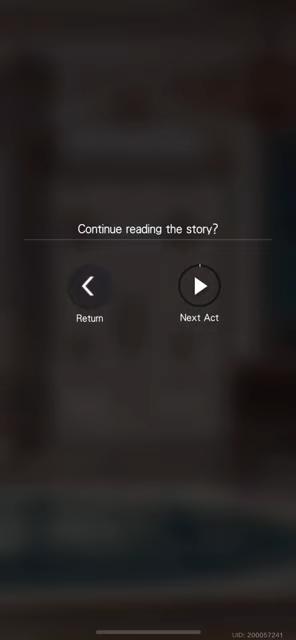 Continue reading the story?
Return
Next Act
UID: 200057241